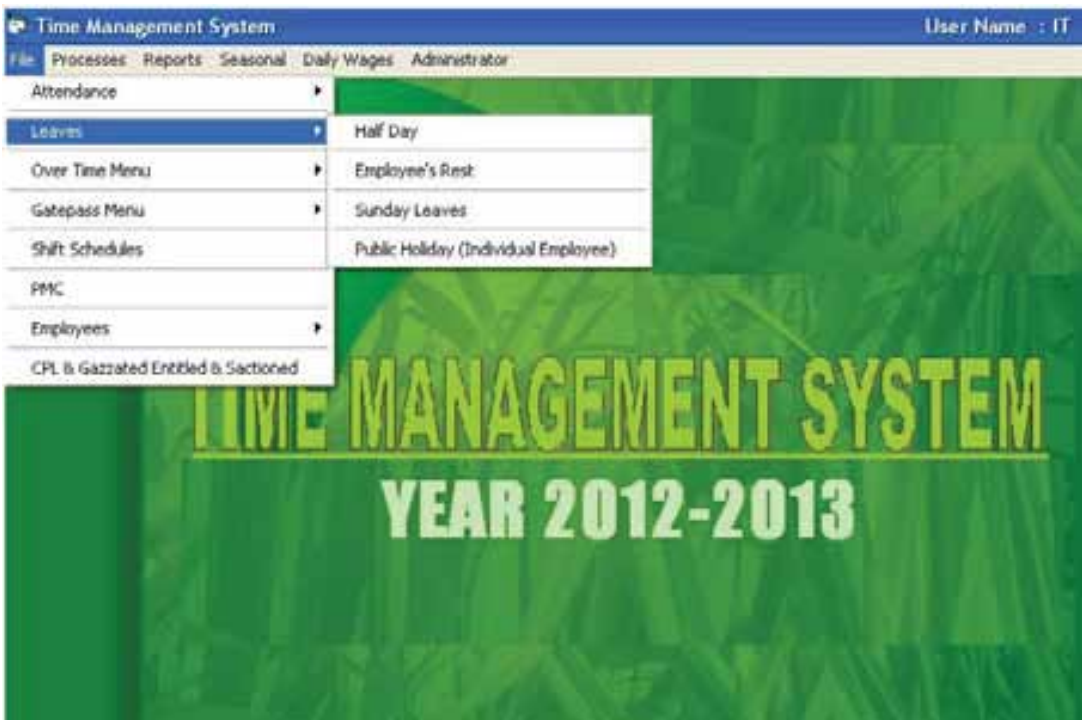 Time Management System User Name : IT
File Processes Reports Seasonal Daily Wages Administrator
Attendance
Leaves
Over Time Menu
Gatepass Menu
Shift Schedules
PMC
Employees
CPL & Gazzated Entitled & Sactioned
Half Day
Employee's Rest
Sunday Leaves
Public Holiday (Individual Employee)
TIME MANAGEMENT SYSTEM
YEAR 2012-2013